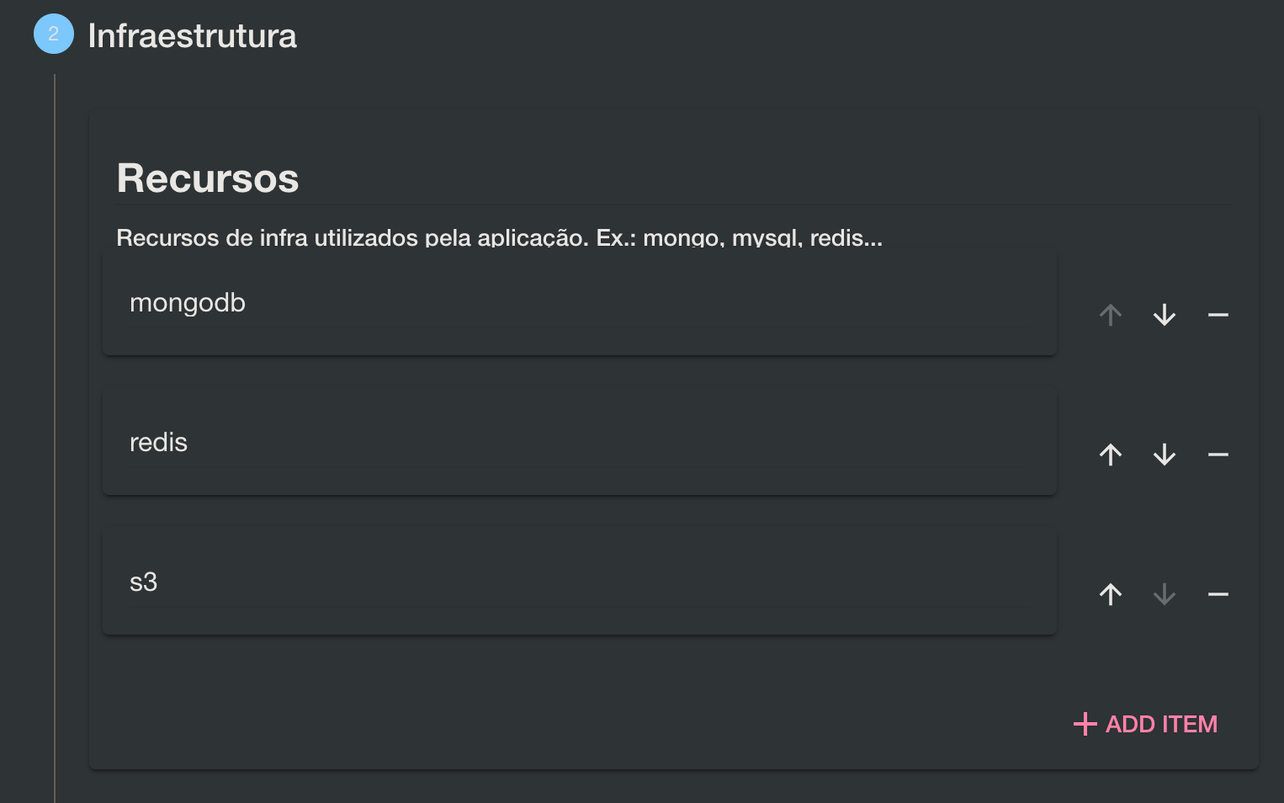 2 Infraestrutura
Recursos
Recursos de infra utilizados pela aplicação. Ex.: mongo, mysql, redis...
mongodb
redis
s3
ADD ITEM